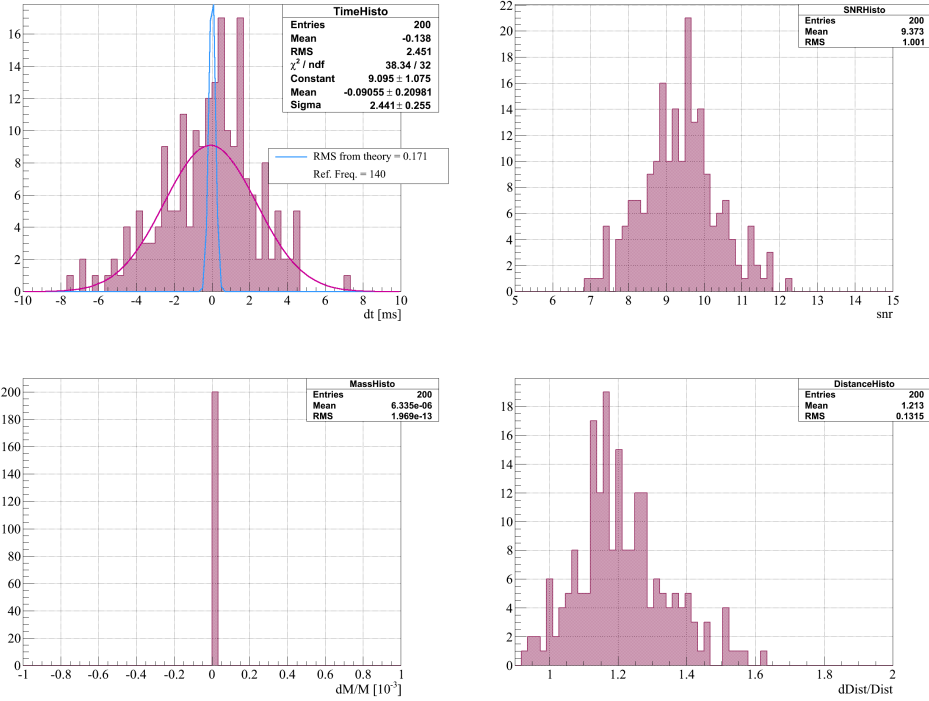 TimeHisto
Entries 200
Mean -0.138
RMS 2.451
χ² / ndf 38.34 / 32
Constant 9.095 ± 1.075
Mean -0.09055 ± 0.20981
Sigma 2.441 ± 0.255
RMS from theory = 0.171
Ref. Freq. = 140
16
14
12
10
8
6
4
2
0
-10 -8 -6 -4 -2 0 2 4 6 8 10
dt [ms]
SNRHisto
Entries 200
Mean 9.373
RMS 1.001
22
20
18
16
14
12
10
8
6
4
2
0
5 6 7 8 9 10 11 12 13 14 15
snr
MassHisto
Entries 200
Mean 6.335e-06
RMS 1.969e-13
200
180
160
140
120
100
80
60
40
20
0
-1 -0.8 -0.6 -0.4 -0.2 0 0.2 0.4 0.6 0.8 1
dM/M [10⁻³]
DistanceHisto
Entries 200
Mean 1.213
RMS 0.1315
18
16
14
12
10
8
6
4
2
0
1 1.2 1.4 1.6 1.8 2
dDist/Dist